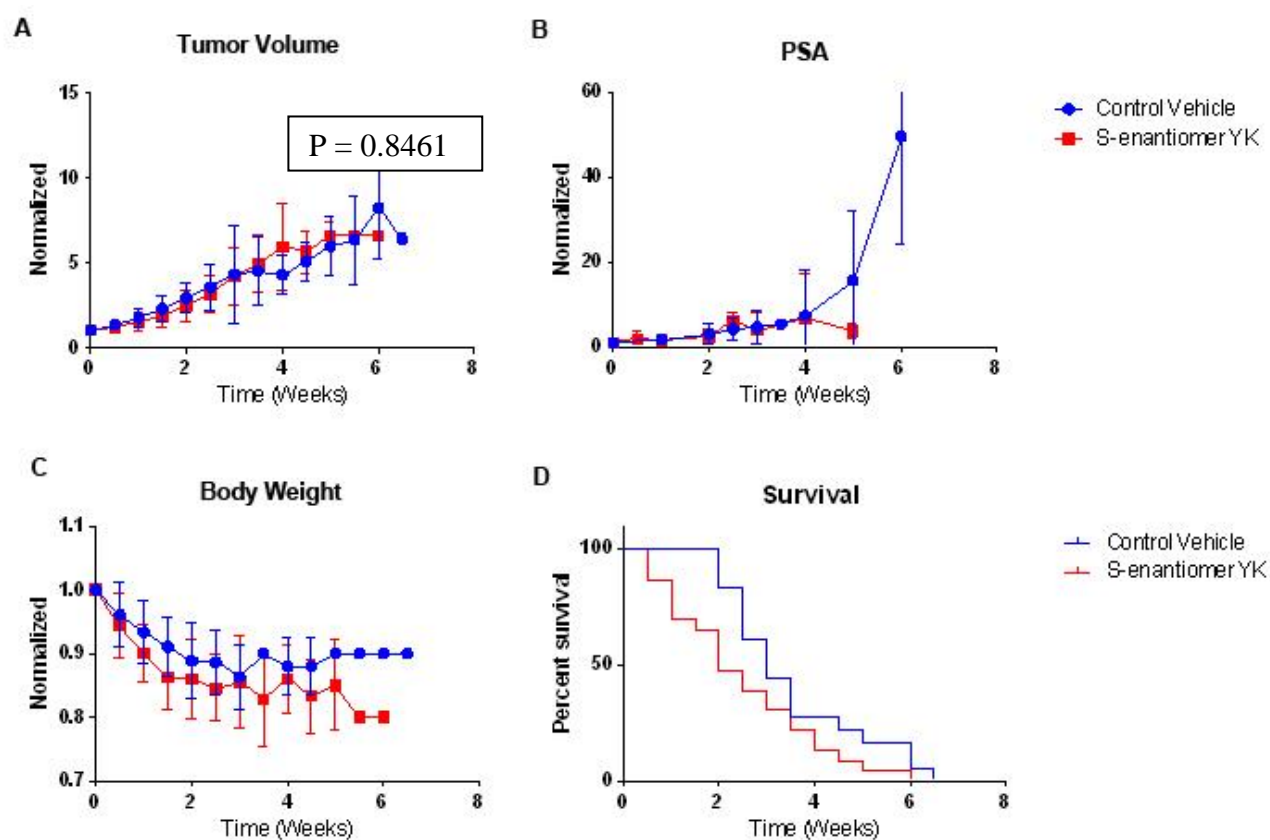 A
Tumor Volume
15
10
5
0
Normalized
P = 0.8461
0 2 4 6 8
Time (Weeks)
B
PSA
60
40
20
0
Normalized
0 2 4 6 8
Time (Weeks)
Control Vehicle
S-enantiomer YK
C
Body Weight
1.1
1.0
0.9
0.8
0.7
Normalized
0 2 4 6 8
Time (Weeks)
D
Survival
100
50
0
Percent survival
0 2 4 6 8
Time (Weeks)
Control Vehicle
S-enantiomer YK